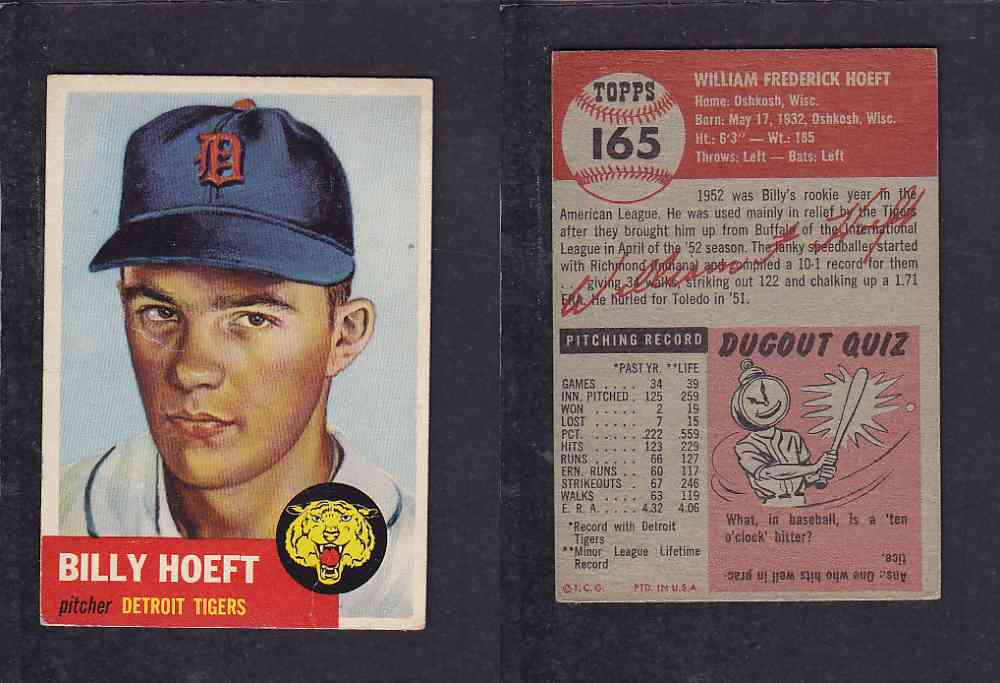 D
BILLY HOEFT
pitcher DETROIT TIGERS
TOPPS
165
WILLIAM FREDERICK HOEFT
Home: Oshkosh, Wisc.
Born: May 17, 1932, Oshkosh, Wisc.
Ht.: 6'3" — Wt.: 185
Throws: Left — Bats: Left
1952 was Billy's rookie year in the
American League. He was used mainly in relief by the Tigers
after they brought him up from Buffalo of the International
League in April of the '52 season. The lanky speedballer started
with Richmond (Indiana) and compiled a 10-1 record for them
. . . giving 34 walks, striking out 122 and chalking up a 1.71
ERA. He hurled for Toledo in '51.
William F. Hoeft
PITCHING RECORD
*PAST YR. **LIFE
GAMES . . . . 34 39
INN. PITCHED . 125 259
WON . . . . . 2 19
LOST . . . . . 7 15
PCT. . . . . . .222 .559
HITS . . . . . 123 229
RUNS . . . . . 66 127
ERN. RUNS . . 60 117
STRIKEOUTS . . 67 246
WALKS . . . . 63 119
E. R. A. . . . . 4.32 4.06
*Record with Detroit
Tigers
**Minor League Lifetime
Record
DUGOUT QUIZ
What, in baseball, is a 'ten
o'clock' hitter?
Ans.: One who hits well in prac-
tice.
© T. C. G. PTD. IN U.S.A